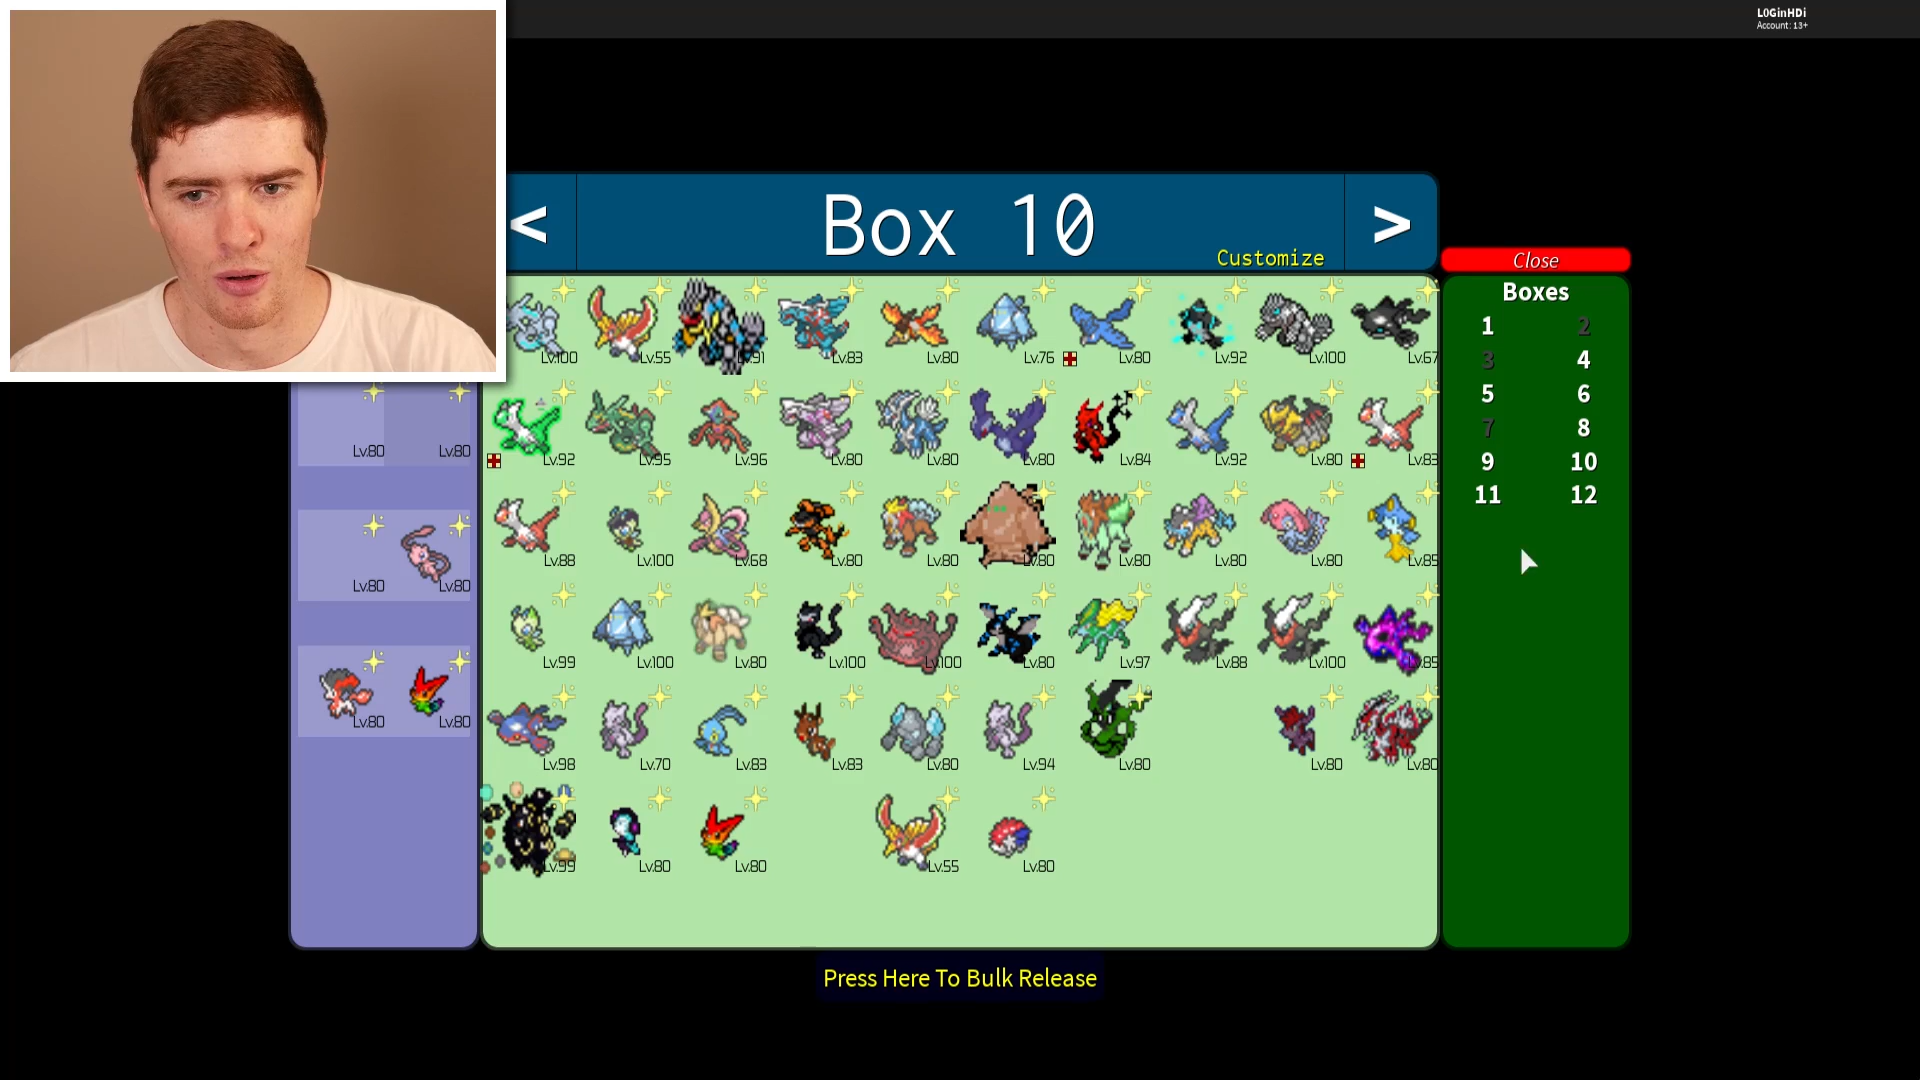 L0GinHDi
Account: 13+
< Box 10 >
Customize
Close
Boxes
1 2
3 4
5 6
7 8
9 10
11 12
Lv.100 Lv.55 Lv.91 Lv.83 Lv.80 Lv.76 Lv.80 Lv.92 Lv.100 Lv.67
Lv.80 Lv.80
Lv.92 Lv.95 Lv.96 Lv.80 Lv.80 Lv.80 Lv.84 Lv.92 Lv.80 Lv.83
Lv.88 Lv.100 Lv.68 Lv.80 Lv.80 Lv.80 Lv.80 Lv.80 Lv.80 Lv.85
Lv.80 Lv.80
Lv.99 Lv.100 Lv.80 Lv.100 Lv.100 Lv.80 Lv.97 Lv.88 Lv.100 Lv.85
Lv.80 Lv.80
Lv.98 Lv.70 Lv.83 Lv.83 Lv.80 Lv.94 Lv.80 Lv.80 Lv.80
Lv.99 Lv.80 Lv.80 Lv.55 Lv.80
Press Here To Bulk Release